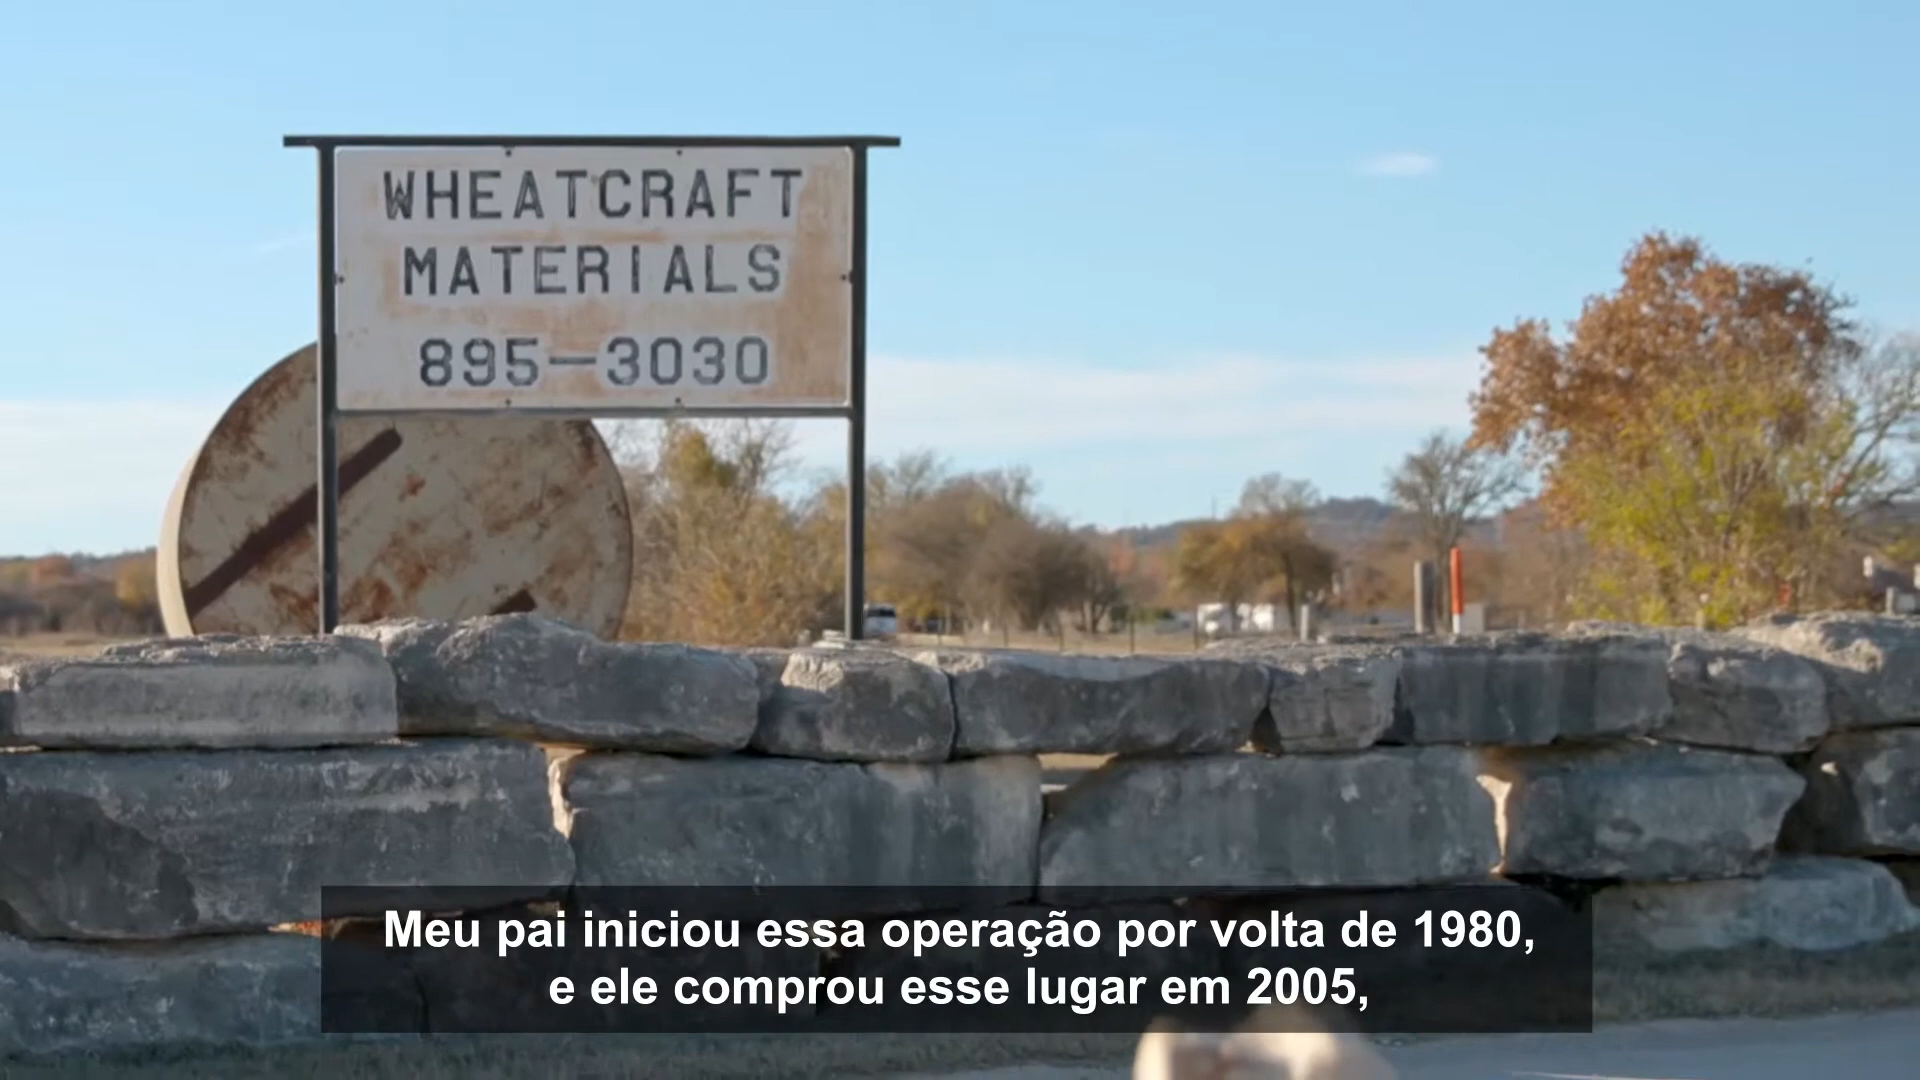 WHEATCRAFT
MATERIALS
895-3030
Meu pai iniciou essa operação por volta de 1980,
e ele comprou esse lugar em 2005,